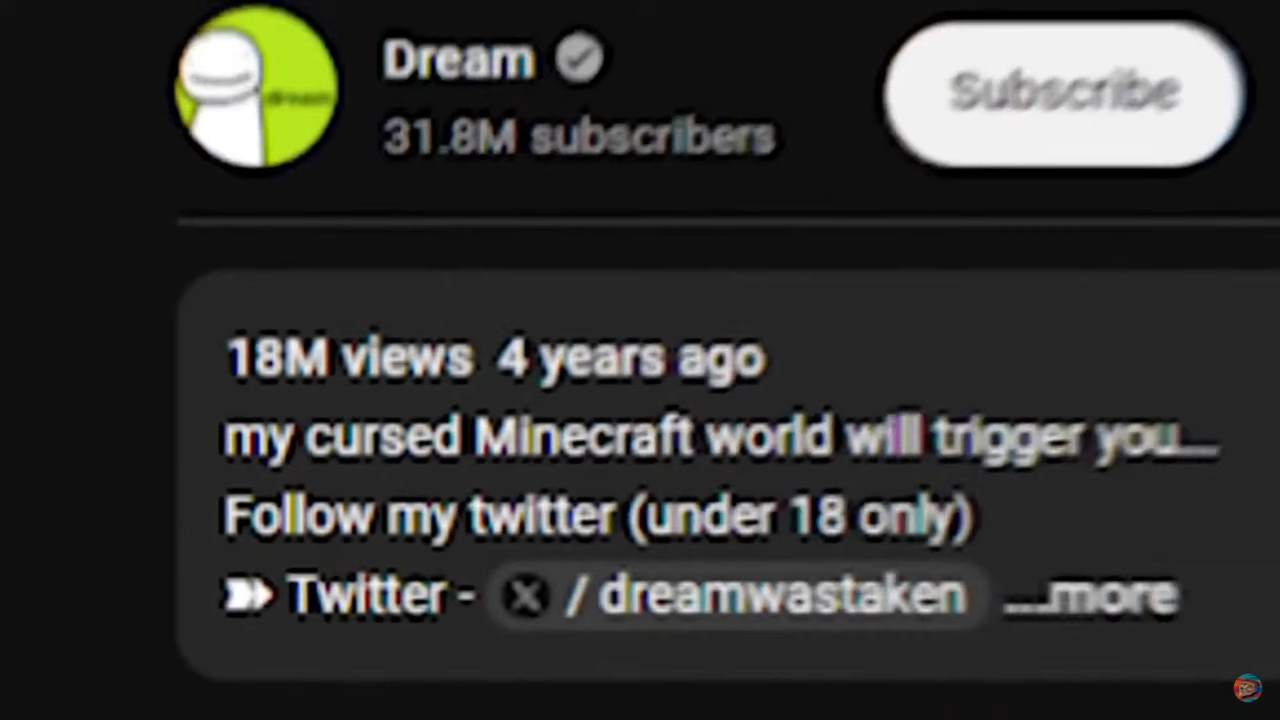 dream
Dream
31.8M subscribers
Subscribe
18M views 4 years ago
my cursed Minecraft world will trigger you...
Follow my twitter (under 18 only)
Twitter - X / dreamwastaken ...more